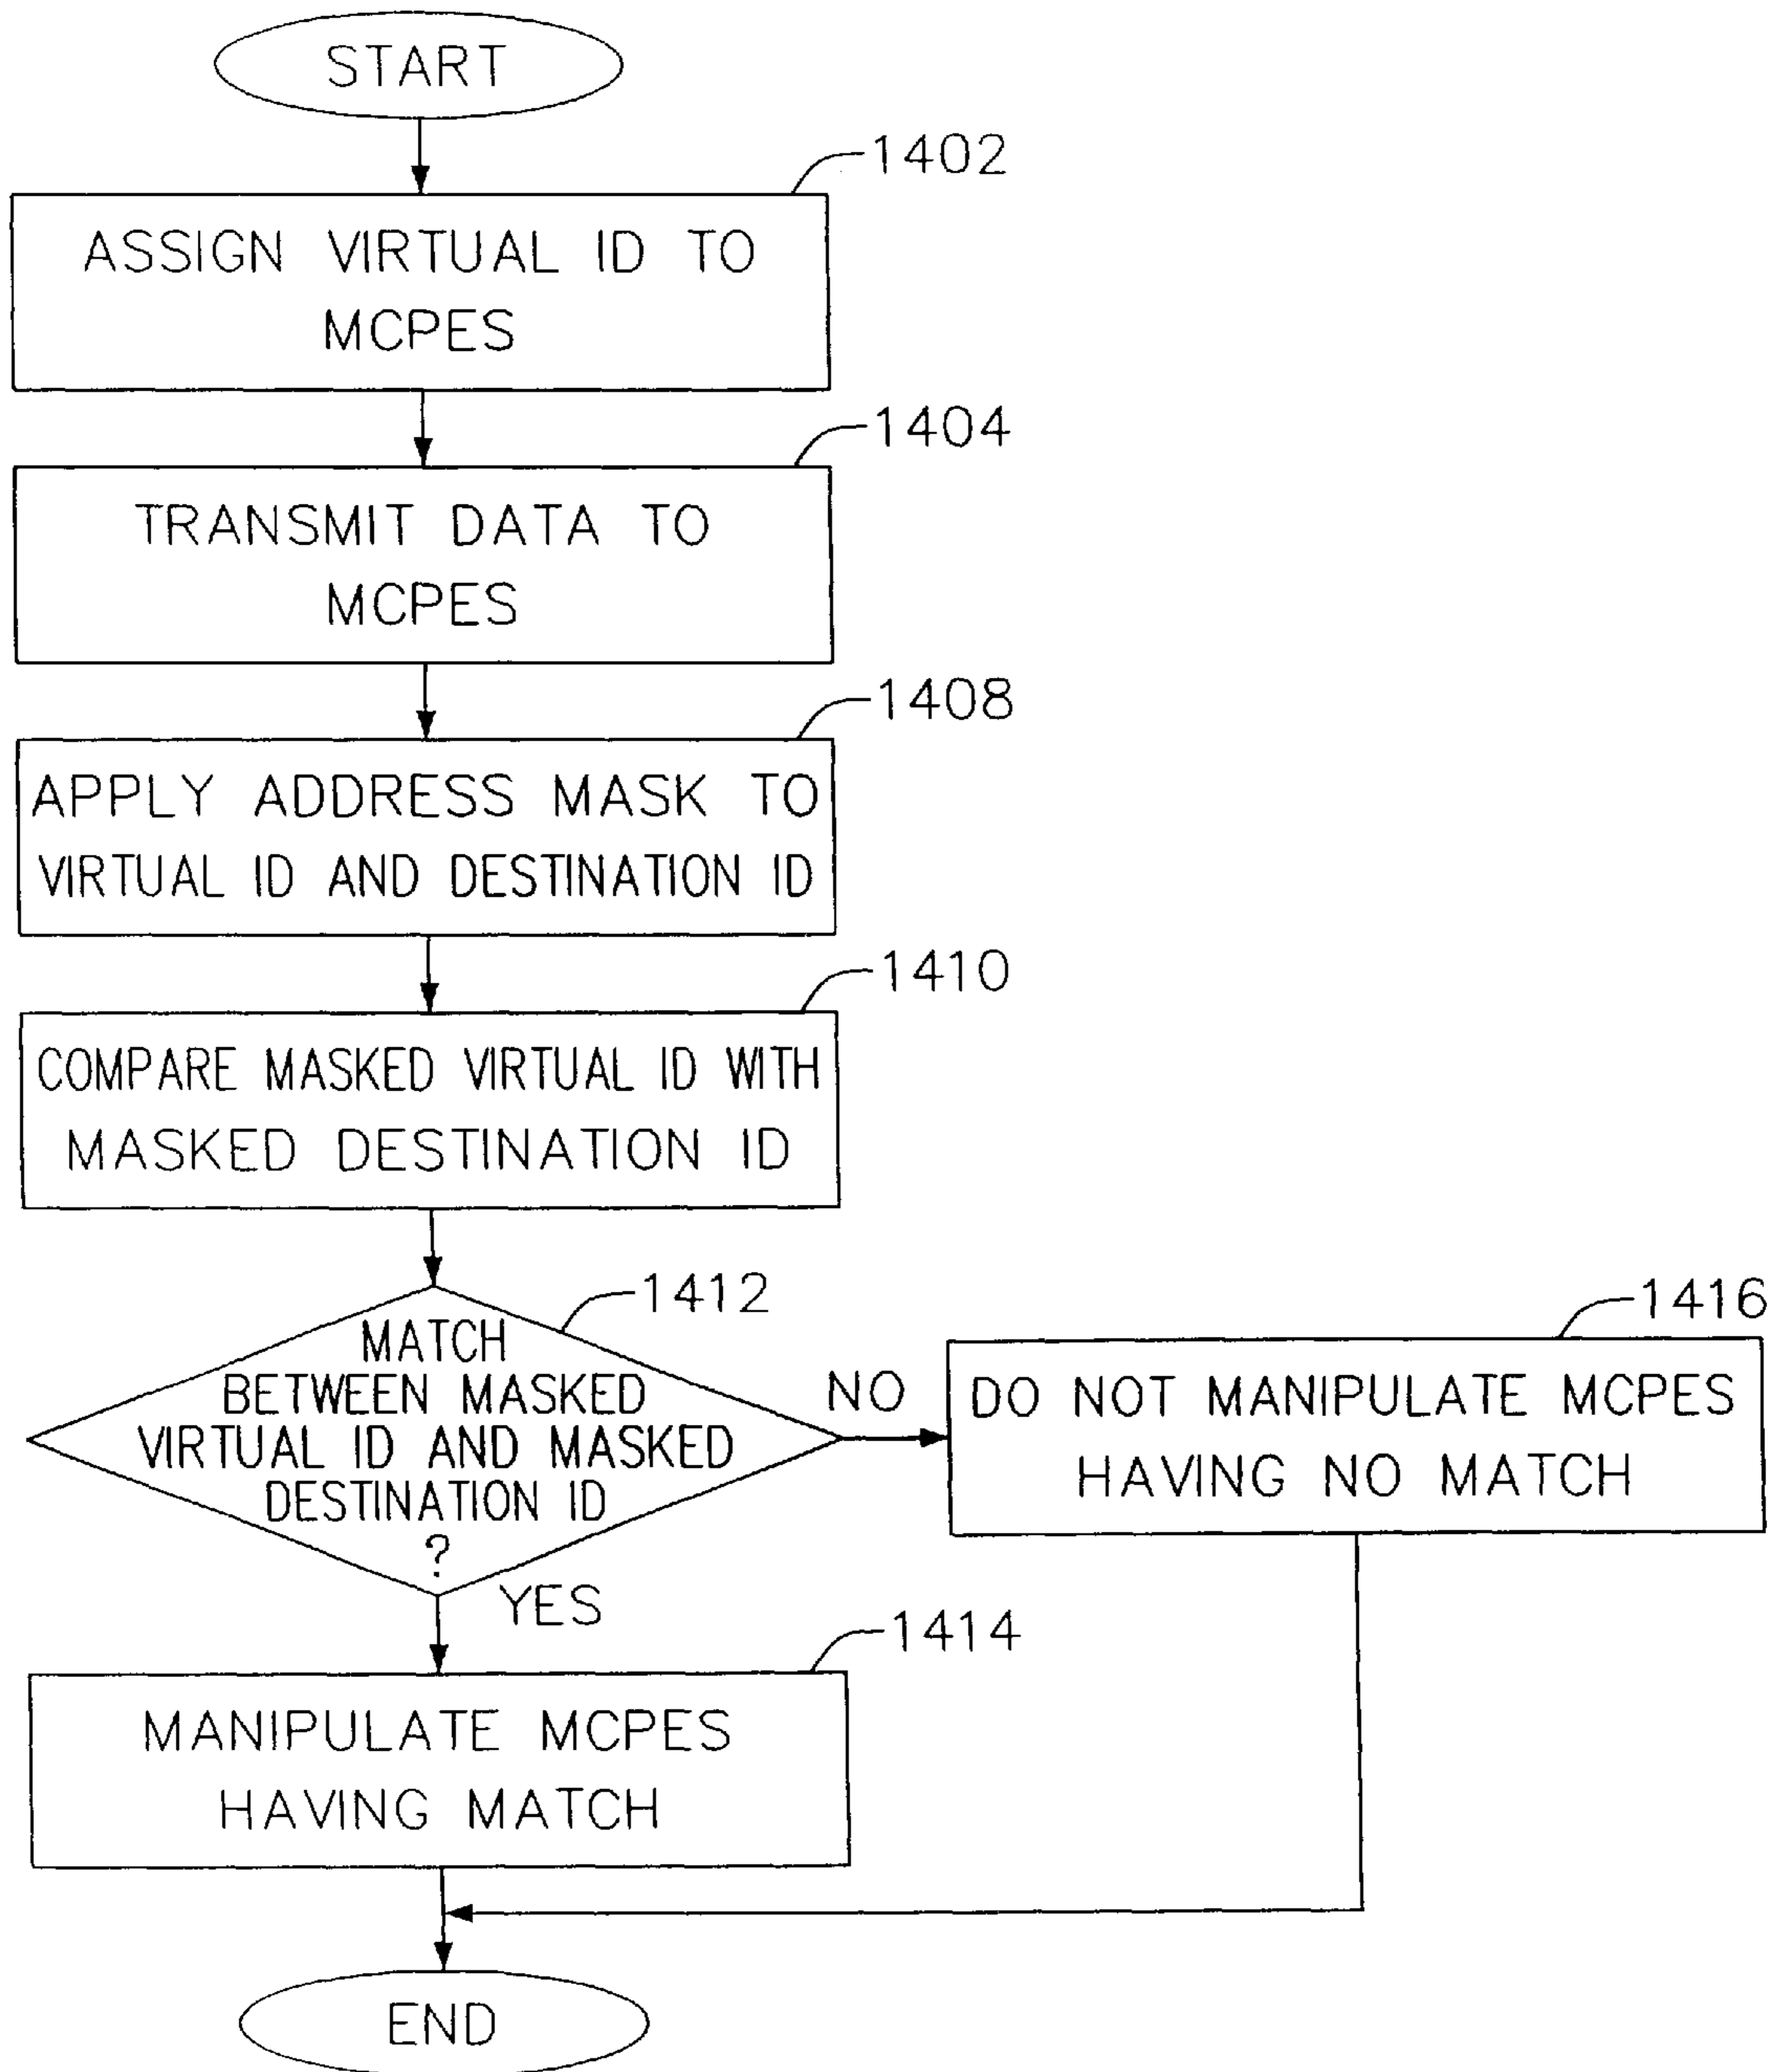 START
1402
ASSIGN VIRTUAL ID TO
MCPES
1404
TRANSMIT DATA TO
MCPES
1408
APPLY ADDRESS MASK TO
VIRTUAL ID AND DESTINATION ID
1410
COMPARE MASKED VIRTUAL ID WITH
MASKED DESTINATION ID
1412
MATCH
BETWEEN MASKED
VIRTUAL ID AND MASKED
DESTINATION ID
?
NO
1416
DO NOT MANIPULATE MCPES
HAVING NO MATCH
YES
1414
MANIPULATE MCPES
HAVING MATCH
END